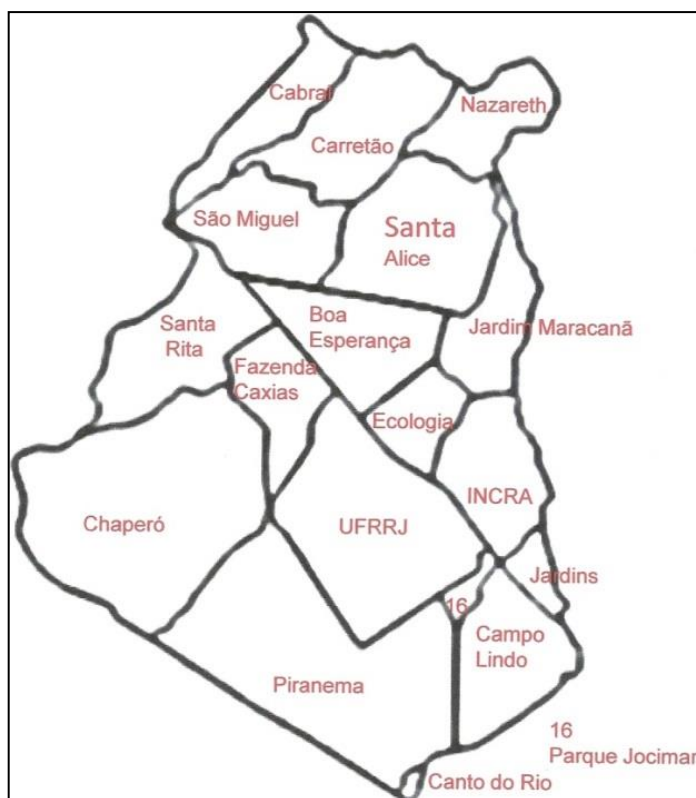 Cabral
Nazareth
Carretão
São Miguel
Santa
Alice
Santa
Rita
Boa
Esperança
Jardim Maracanã
Fazenda
Caxias
Ecologia
INCRA
Chaperó
UFRRJ
Jardins
16
Campo
Lindo
Piranema
16
Parque Jocimar
Canto do Rio